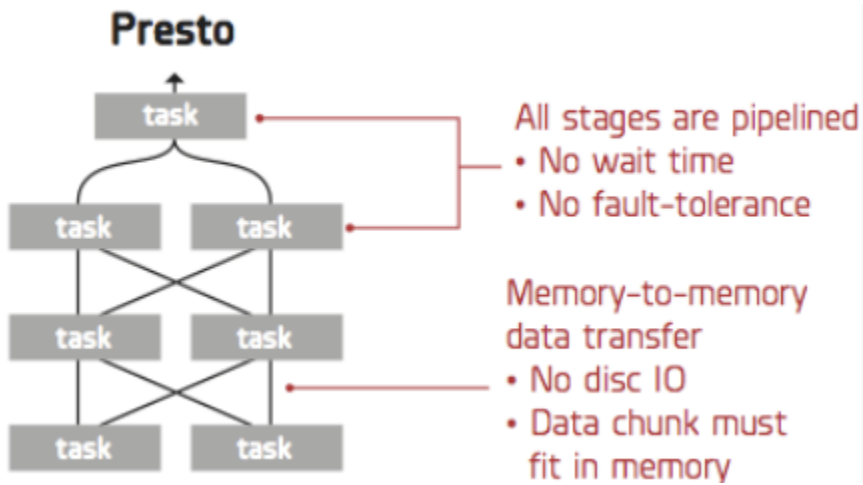 Presto
task
All stages are pipelined
• No wait time
• No fault-tolerance
task task
Memory-to-memory
data transfer
task task
• No disc IO
• Data chunk must
fit in memory
task task